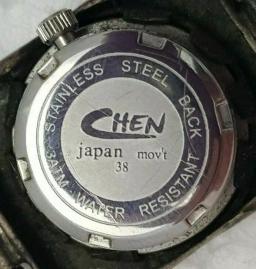 STAINLESS STEEL BACK
CHEN
japan mov't
38
3ATM WATER RESISTANT